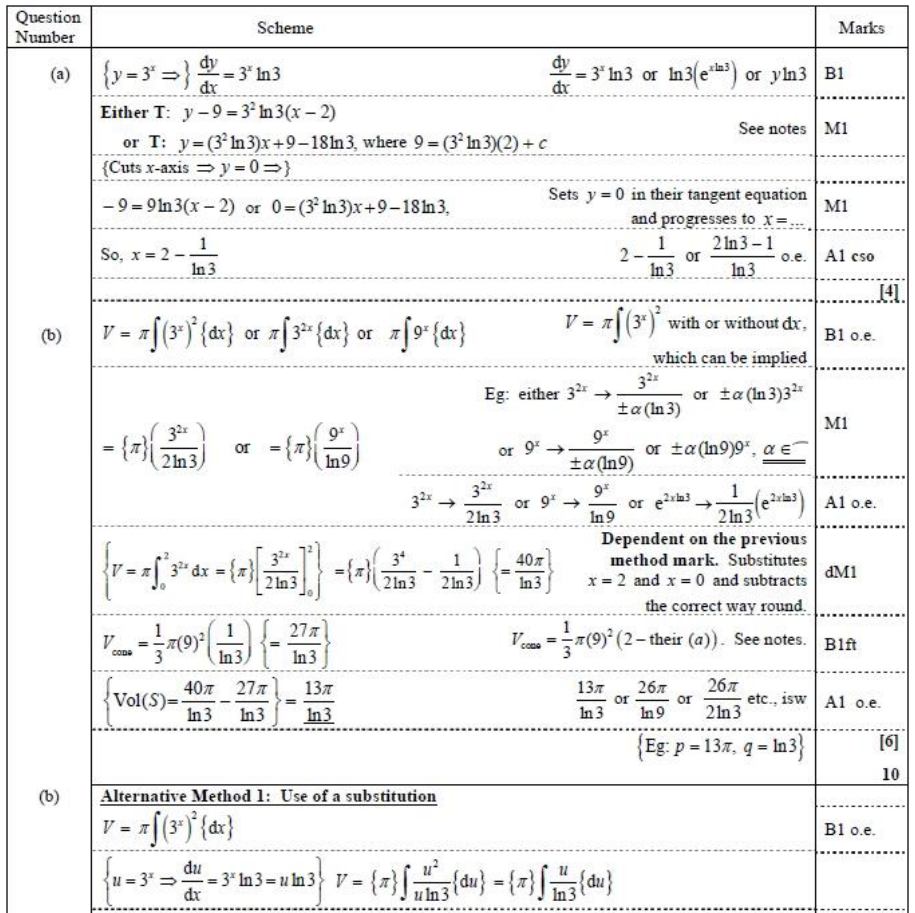 Question Number Scheme Marks
(a) {y = 3^x ⇒} dy/dx = 3^x ln3 dy/dx = 3^x ln3 or ln3(e^{xln3}) or yln3 B1
Either T: y − 9 = 3^2 ln3(x − 2)
or T: y = (3^2 ln3)x + 9 − 18ln3, where 9 = (3^2 ln3)(2) + c See notes M1
{Cuts x-axis ⇒ y = 0 ⇒}
−9 = 9ln3(x − 2) or 0 = (3^2 ln3)x + 9 − 18ln3, Sets y = 0 in their tangent equation and progresses to x = ... M1
So, x = 2 − 1/ln3 2 − 1/ln3 or (2ln3 − 1)/ln3 o.e. A1 cso
[4]
(b) V = π∫(3^x)^2 {dx} or π∫3^{2x} {dx} or π∫9^x {dx} V = π∫(3^x)^2 with or without dx, which can be implied B1 o.e.
= {π}(3^{2x}/(2ln3)) or = {π}(9^x/ln9) Eg: either 3^{2x} → 3^{2x}/(±α(ln3)) or ±α(ln3)3^{2x}
or 9^x → 9^x/(±α(ln9)) or ±α(ln9)9^x, α ∈ M1
3^{2x} → 3^{2x}/(2ln3) or 9^x → 9^x/ln9 or e^{2xln3} → 1/(2ln3)(e^{2xln3}) A1 o.e.
{V = π∫_0^2 3^{2x} dx = {π}[3^{2x}/(2ln3)]_0^2} = {π}(3^4/(2ln3) − 1/(2ln3)) {= 40π/ln3} Dependent on the previous method mark. Substitutes x = 2 and x = 0 and subtracts the correct way round. dM1
V_cone = 1/3 π(9)^2(1/ln3) {= 27π/ln3} V_cone = 1/3 π(9)^2(2 − their (a)). See notes. B1ft
{Vol(S) = 40π/ln3 − 27π/ln3} = 13π/ln3 13π/ln3 or 26π/ln9 or 26π/2ln3 etc., isw A1 o.e.
{Eg: p = 13π, q = ln3} [6]
10
(b) Alternative Method 1: Use of a substitution
V = π∫(3^x)^2 {dx} B1 o.e.
{u = 3^x ⇒ du/dx = 3^x ln3 = u ln3} V = {π}∫u^2/(u ln3) {du} = {π}∫u/ln3 {du}